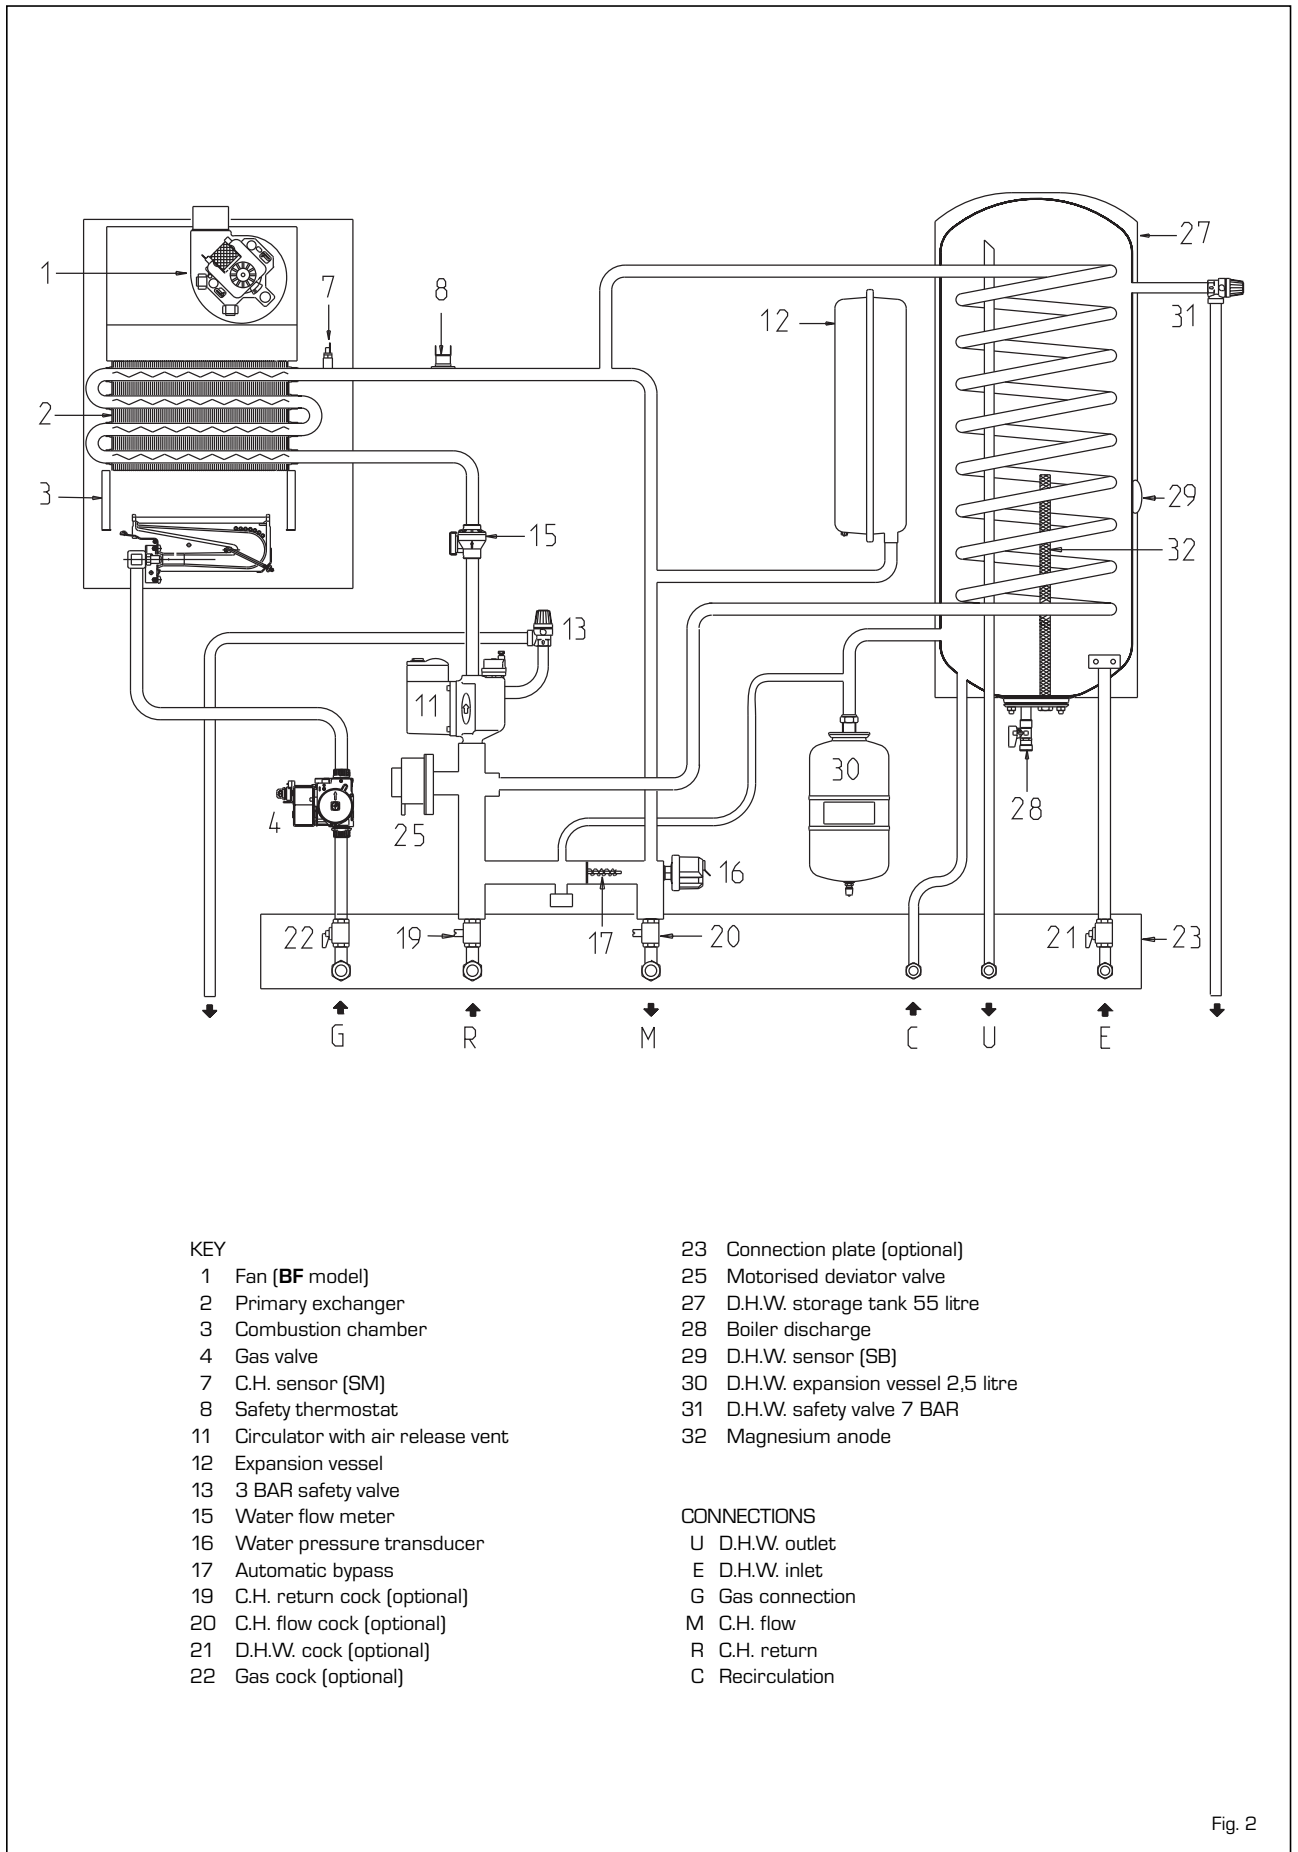 1
7
8
12
27
31
2
3
15
29
32
13
11
30
4
25
28
16
22
19
17
20
21
23
G
R
M
C
U
E
KEY
1 Fan (BF model)
2 Primary exchanger
3 Combustion chamber
4 Gas valve
7 C.H. sensor (SM)
8 Safety thermostat
11 Circulator with air release vent
12 Expansion vessel
13 3 BAR safety valve
15 Water flow meter
16 Water pressure transducer
17 Automatic bypass
19 C.H. return cock (optional)
20 C.H. flow cock (optional)
21 D.H.W. cock (optional)
22 Gas cock (optional)
23 Connection plate (optional)
25 Motorised deviator valve
27 D.H.W. storage tank 55 litre
28 Boiler discharge
29 D.H.W. sensor (SB)
30 D.H.W. expansion vessel 2,5 litre
31 D.H.W. safety valve 7 BAR
32 Magnesium anode
CONNECTIONS
U D.H.W. outlet
E D.H.W. inlet
G Gas connection
M C.H. flow
R C.H. return
C Recirculation
Fig. 2